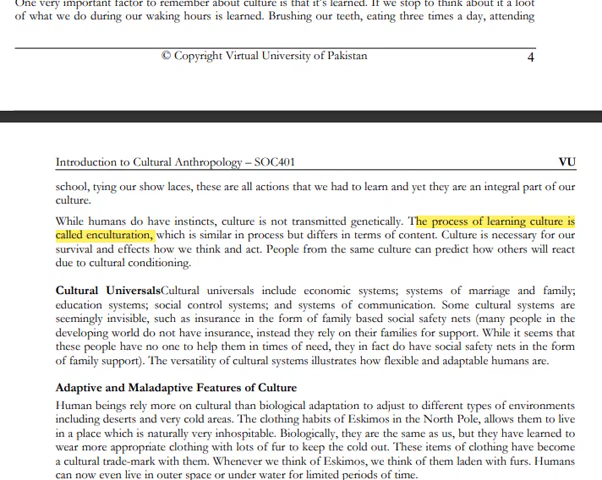 One very important factor to remember about culture is that it's learned. If we stop to think about it a loot
of what we do during our waking hours is learned. Brushing our teeth, eating three times a day, attending
© Copyright Virtual University of Pakistan
4
Introduction to Cultural Anthropology – SOC401
VU
school, tying our show laces, these are all actions that we had to learn and yet they are an integral part of our
culture.
While humans do have instincts, culture is not transmitted genetically. The process of learning culture is
called enculturation, which is similar in process but differs in terms of content. Culture is necessary for our
survival and effects how we think and act. People from the same culture can predict how others will react
due to cultural conditioning.
Cultural UniversalsCultural universals include economic systems; systems of marriage and family;
education systems; social control systems; and systems of communication. Some cultural systems are
seemingly invisible, such as insurance in the form of family based social safety nets (many people in the
developing world do not have insurance, instead they rely on their families for support. While it seems that
these people have no one to help them in times of need, they in fact do have social safety nets in the form
of family support). The versatility of cultural systems illustrates how flexible and adaptable humans are.
Adaptive and Maladaptive Features of Culture
Human beings rely more on cultural than biological adaptation to adjust to different types of environments
including deserts and very cold areas. The clothing habits of Eskimos in the North Pole, allows them to live
in a place which is naturally very inhospitable. Biologically, they are the same as us, but they have learned to
wear more appropriate clothing with lots of fur to keep the cold out. These items of clothing have become
a cultural trade-mark with them. Whenever we think of Eskimos, we think of them laden with furs. Humans
can now even live in outer space or under water for limited periods of time.